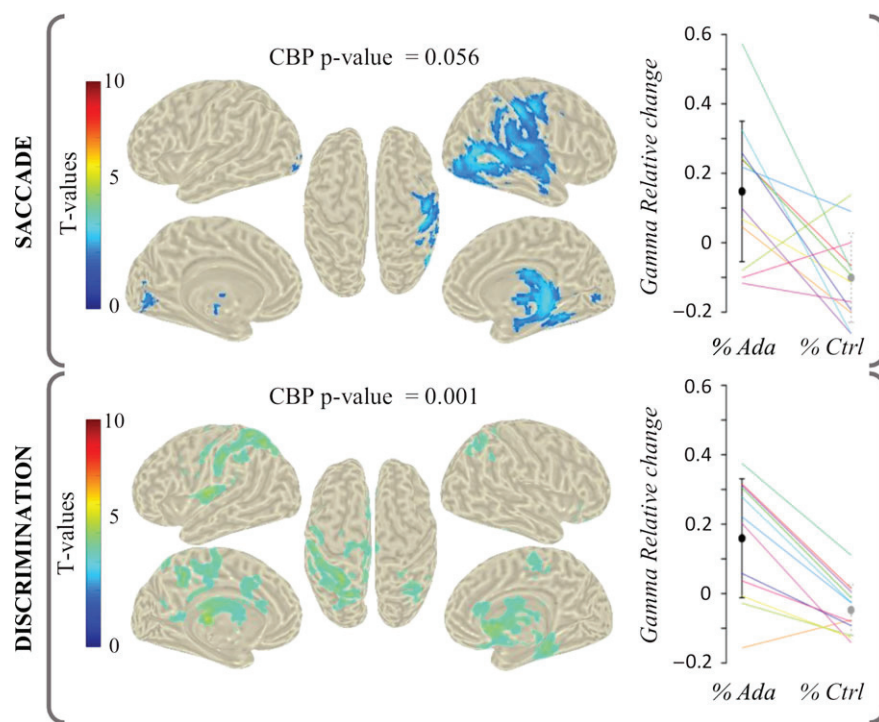 SACCADE
CBP p-value = 0.056
T-values
10
5
0
Gamma Relative change
0.6
0.4
0.2
0
−0.2
% Ada
% Ctrl
DISCRIMINATION
CBP p-value = 0.001
T-values
10
5
0
Gamma Relative change
0.6
0.4
0.2
0
−0.2
% Ada
% Ctrl